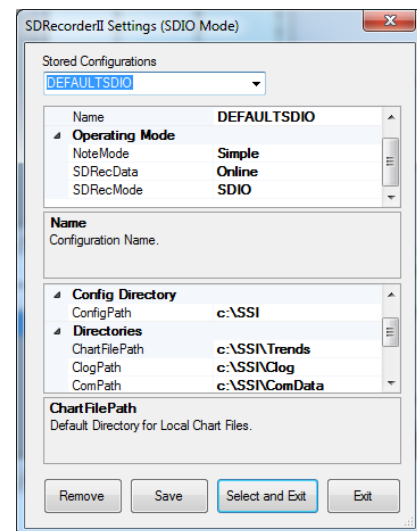 SDRecorderII Settings (SDIO Mode)
Stored Configurations
DEFAULTSDIO
Name DEFAULTSDIO
Operating Mode
NoteMode Simple
SDRecData Online
SDRecMode SDIO
Name
Configuration Name.
Config Directory
ConfigPath c:\SSI
Directories
ChartFilePath c:\SSI\Trends
ClogPath c:\SSI\Clog
ComPath c:\SSI\ComData
ChartFilePath
Default Directory for Local Chart Files.
Remove Save Select and Exit Exit